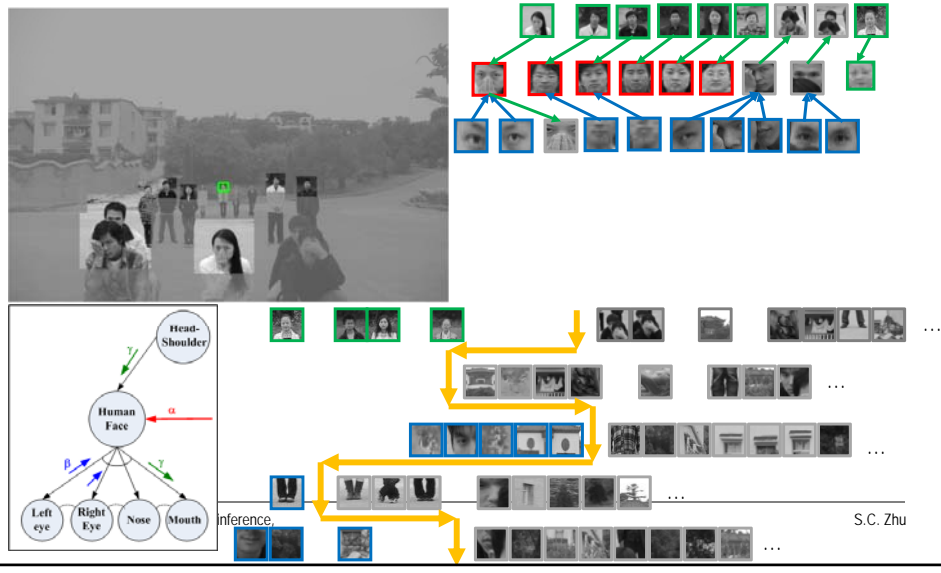 Head-
Shoulder
γ
Human
Face
α
β
γ
Left
eye
Right
Eye
Nose
Mouth
...
...
...
...
...
inference,
S.C. Zhu